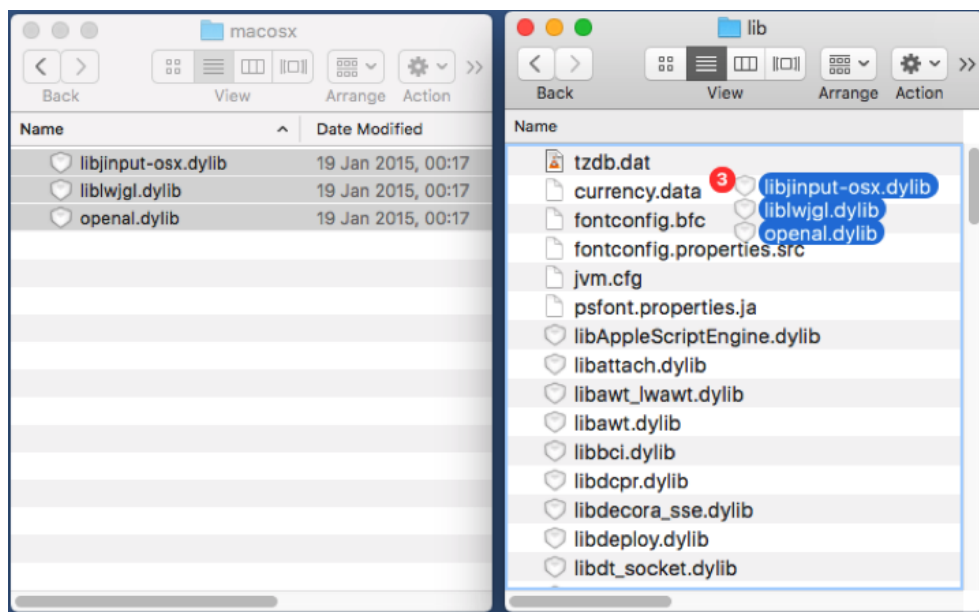 macosx
Back View Arrange Action
Name Date Modified
libjinput-osx.dylib 19 Jan 2015, 00:17
liblwjgl.dylib 19 Jan 2015, 00:17
openal.dylib 19 Jan 2015, 00:17
lib
Back View Arrange Action
Name
tzdb.dat
currency.data
fontconfig.bfc
fontconfig.properties.src
jvm.cfg
psfont.properties.ja
libAppleScriptEngine.dylib
libattach.dylib
libawt_lwawt.dylib
libawt.dylib
libbci.dylib
libdcpr.dylib
libdecora_sse.dylib
libdeploy.dylib
libdt_socket.dylib
3
libjinput-osx.dylib
liblwjgl.dylib
openal.dylib